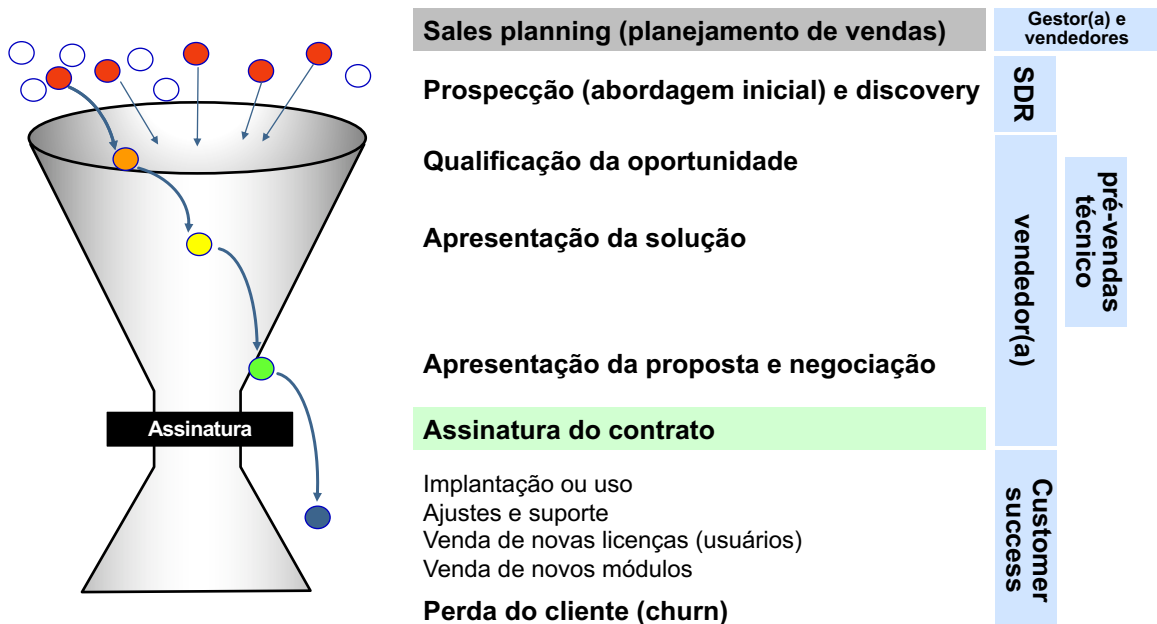 Sales planning (planejamento de vendas)
Gestor(a) e
vendedores
Prospecção (abordagem inicial) e discovery
SDR
Qualificação da oportunidade
pré-vendas
técnico
Apresentação da solução
vendedor(a)
Apresentação da proposta e negociação
Assinatura
Assinatura do contrato
Implantação ou uso
Ajustes e suporte
Venda de novas licenças (usuários)
Venda de novos módulos
Customer
success
Perda do cliente (churn)